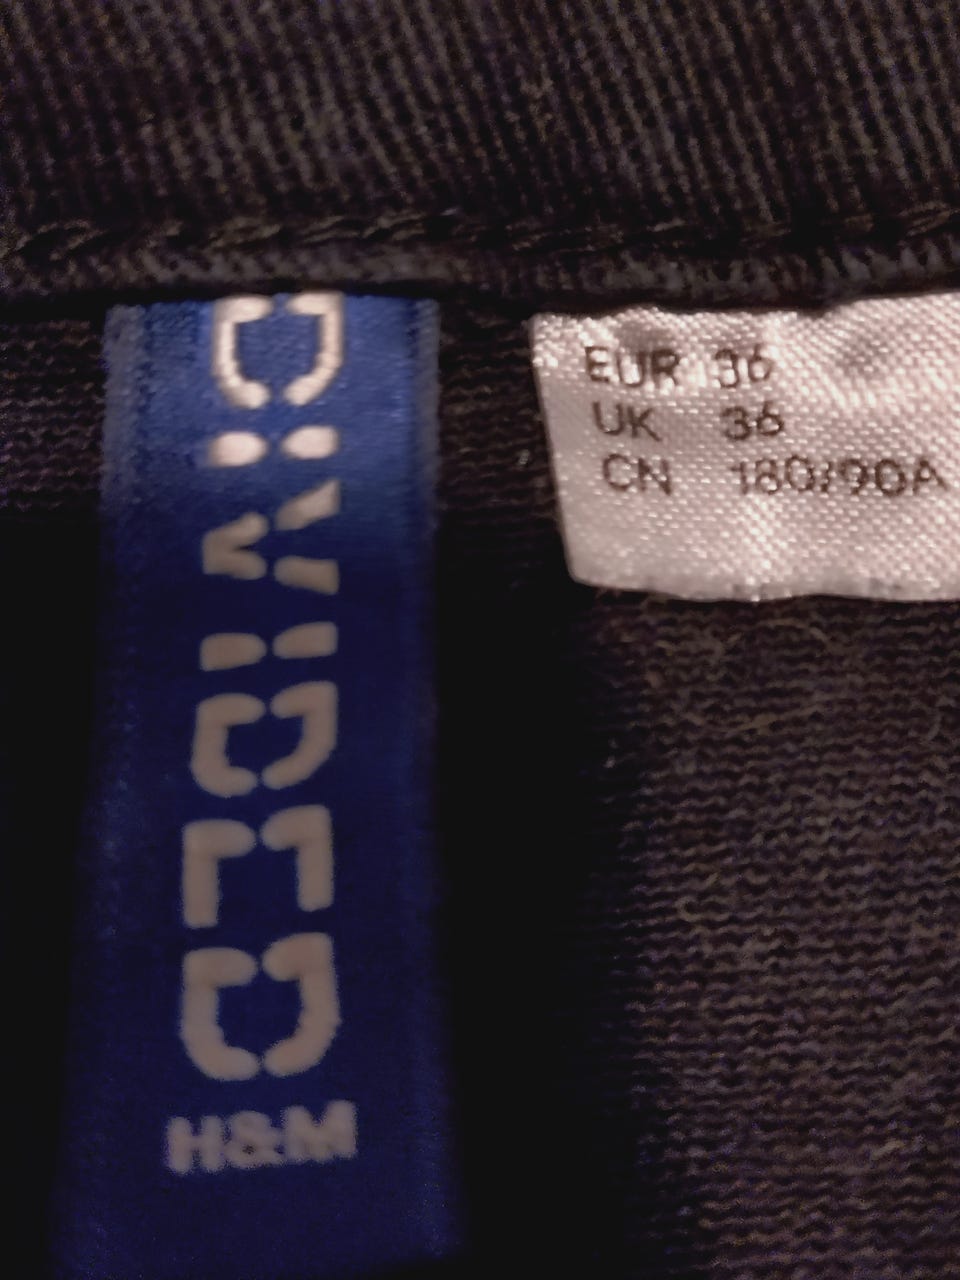 DIVIDED
H&M
EUR 36
UK 36
CN 180/90A